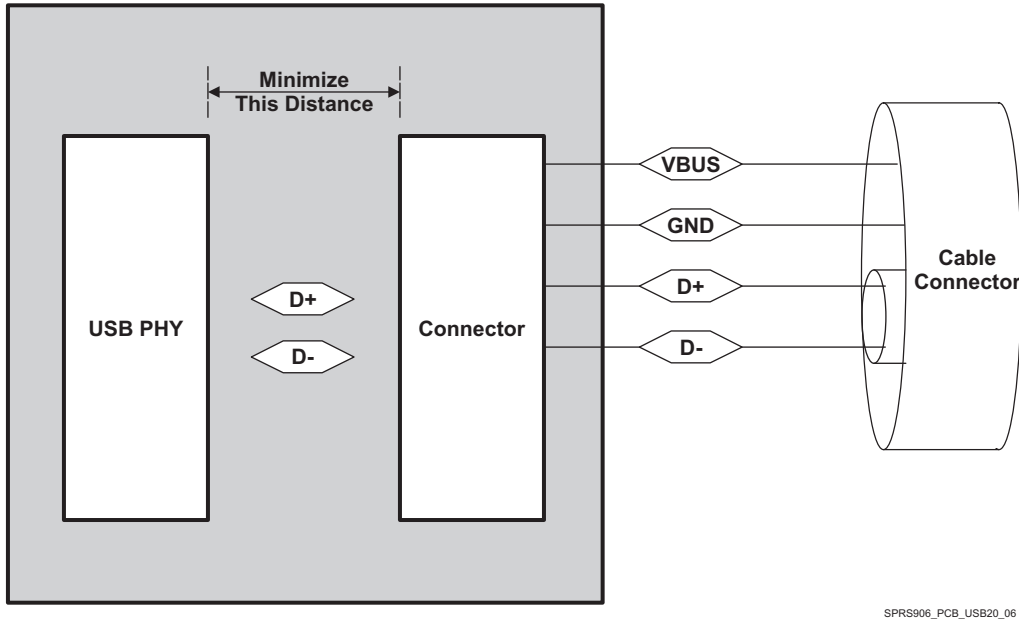 Minimize
This Distance
USB PHY
D+
D-
Connector
VBUS
GND
D+
D-
Cable
Connector
SPRS906_PCB_USB20_06